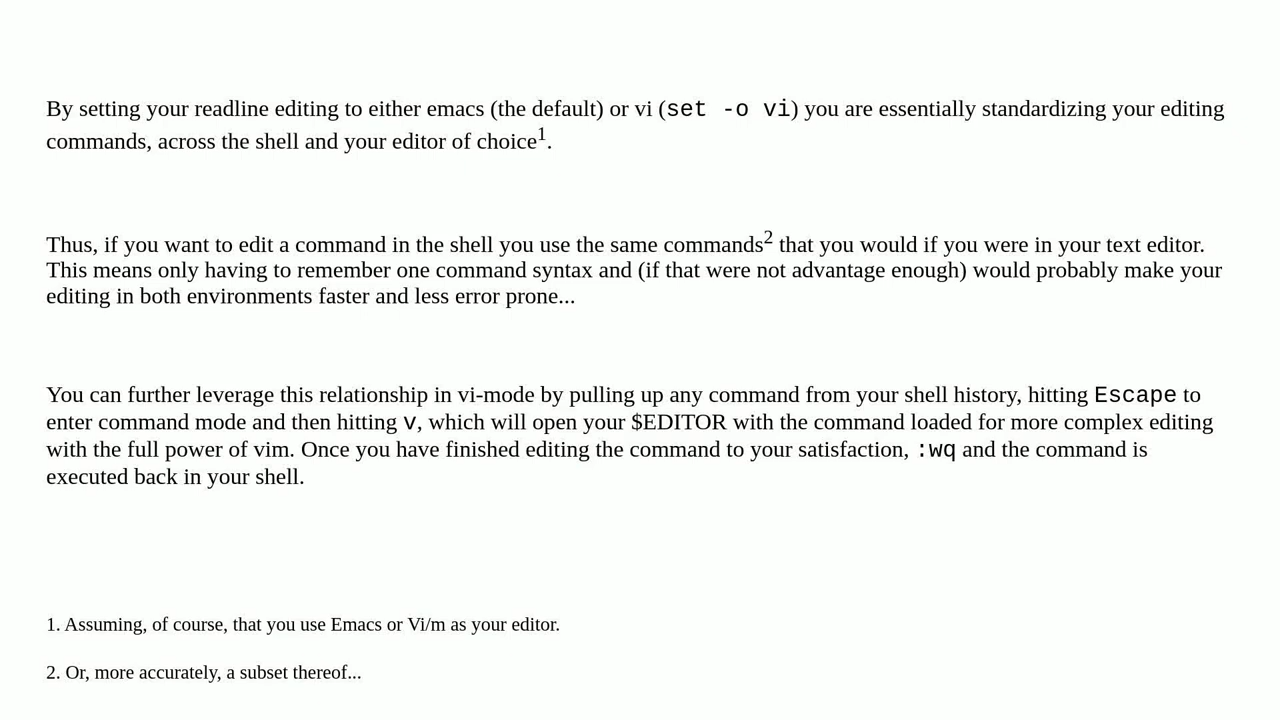 By setting your readline editing to either emacs (the default) or vi (set -o vi) you are essentially standardizing your editing
commands, across the shell and your editor of choice1.
Thus, if you want to edit a command in the shell you use the same commands2 that you would if you were in your text editor.
This means only having to remember one command syntax and (if that were not advantage enough) would probably make your
editing in both environments faster and less error prone...
You can further leverage this relationship in vi-mode by pulling up any command from your shell history, hitting Escape to
enter command mode and then hitting v, which will open your $EDITOR with the command loaded for more complex editing
with the full power of vim. Once you have finished editing the command to your satisfaction, :wq and the command is
executed back in your shell.
1. Assuming, of course, that you use Emacs or Vi/m as your editor.
2. Or, more accurately, a subset thereof...